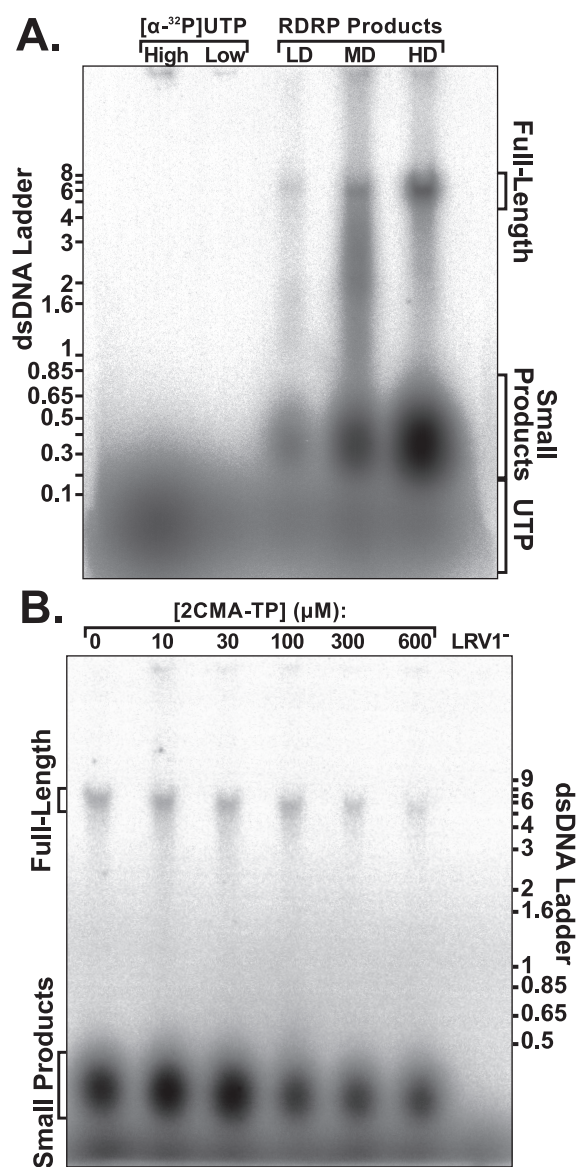 A.
[α-³²P]UTP RDRP Products
High Low LD MD HD
dsDNA Ladder
8
6
4
3
2
1.6
1
0.85
0.65
0.5
0.3
0.1
Full-Length
Small Products
UTP
B.
[2CMA-TP] (µM):
0 10 30 100 300 600 LRV1⁻
Full-Length
Small Products
9
6
4
3
2
1.6
1
0.85
0.65
0.5
dsDNA Ladder